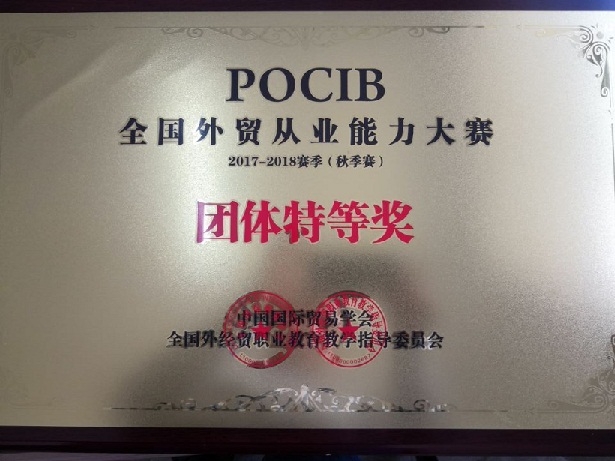 POCIB
全国外贸从业能力大赛
2017-2018赛季（秋季赛）
团体特等奖
中国国际贸易学会
全国外经贸职业教育教学指导委员会